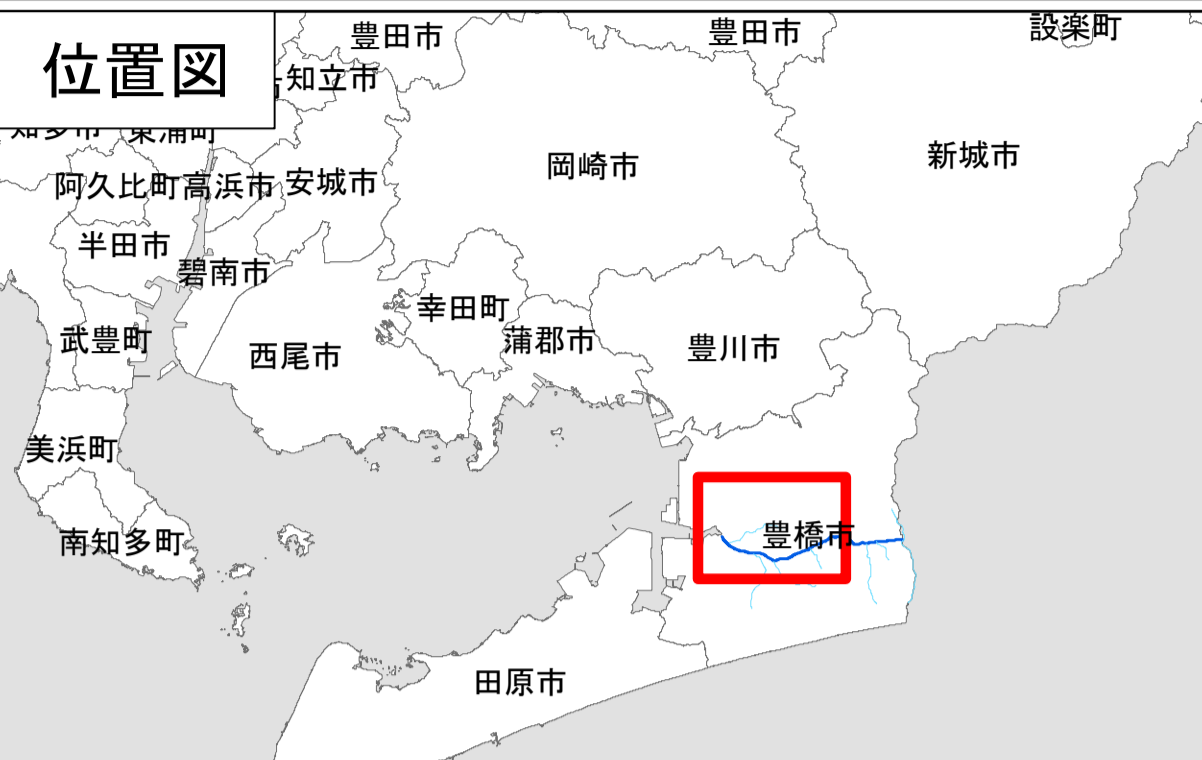 位置図
豊田市
豊田市
設楽町
知立市
知多市
東浦町
岡崎市
新城市
阿久比町
高浜市
安城市
半田市
碧南市
幸田町
武豊町
西尾市
蒲郡市
豊川市
美浜町
南知多町
豊橋市
田原市